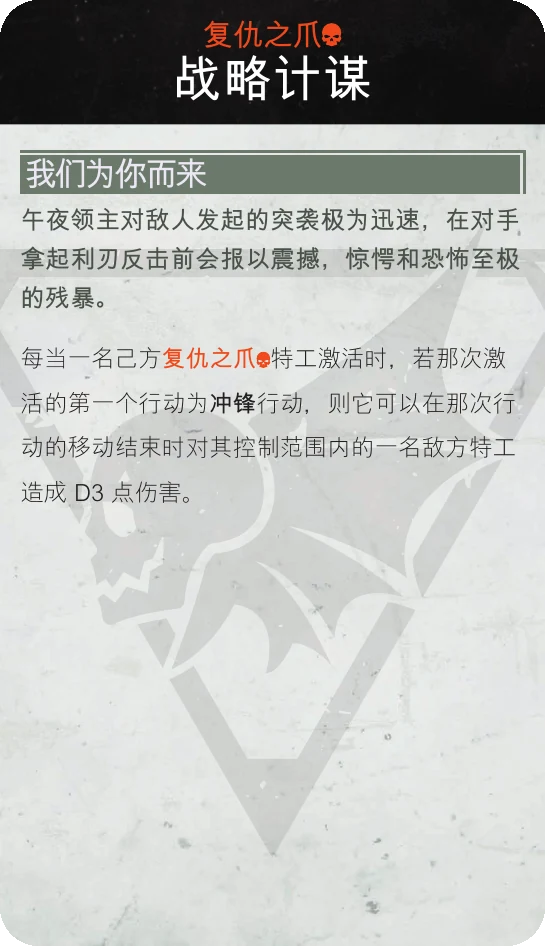 复仇之爪
战略计谋
我们为你而来
午夜领主对敌人发起的突袭极为迅速，在对手
拿起利刃反击前会报以震撼，惊愕和恐怖至极
的残暴。
每当一名己方复仇之爪特工激活时，若那次激
活的第一个行动为冲锋行动，则它可以在那次行
动的移动结束时对其控制范围内的一名敌方特工
造成 D3 点伤害。